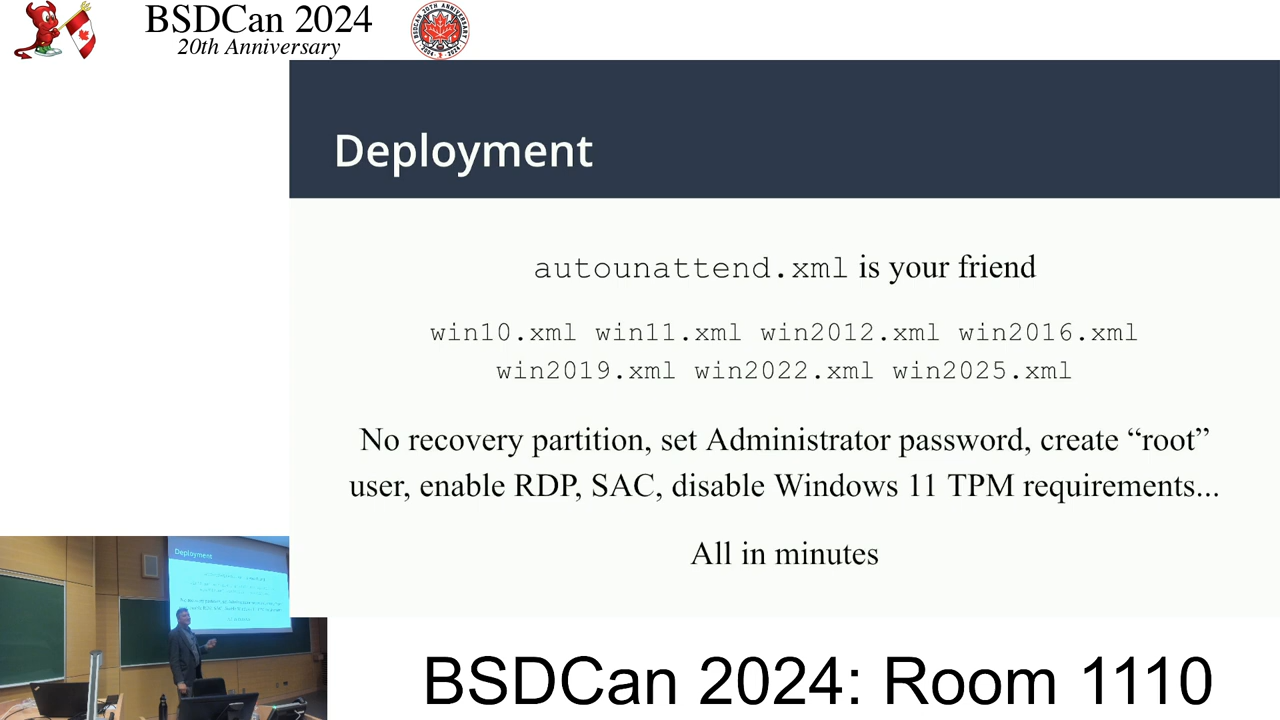 BSDCan 2024
20th Anniversary
Deployment
autounattend.xml is your friend
win10.xml win11.xml win2012.xml win2016.xml
win2019.xml win2022.xml win2025.xml
No recovery partition, set Administrator password, create “root”
user, enable RDP, SAC, disable Windows 11 TPM requirements...
All in minutes
Deployment
BSDCan 2024: Room 1110